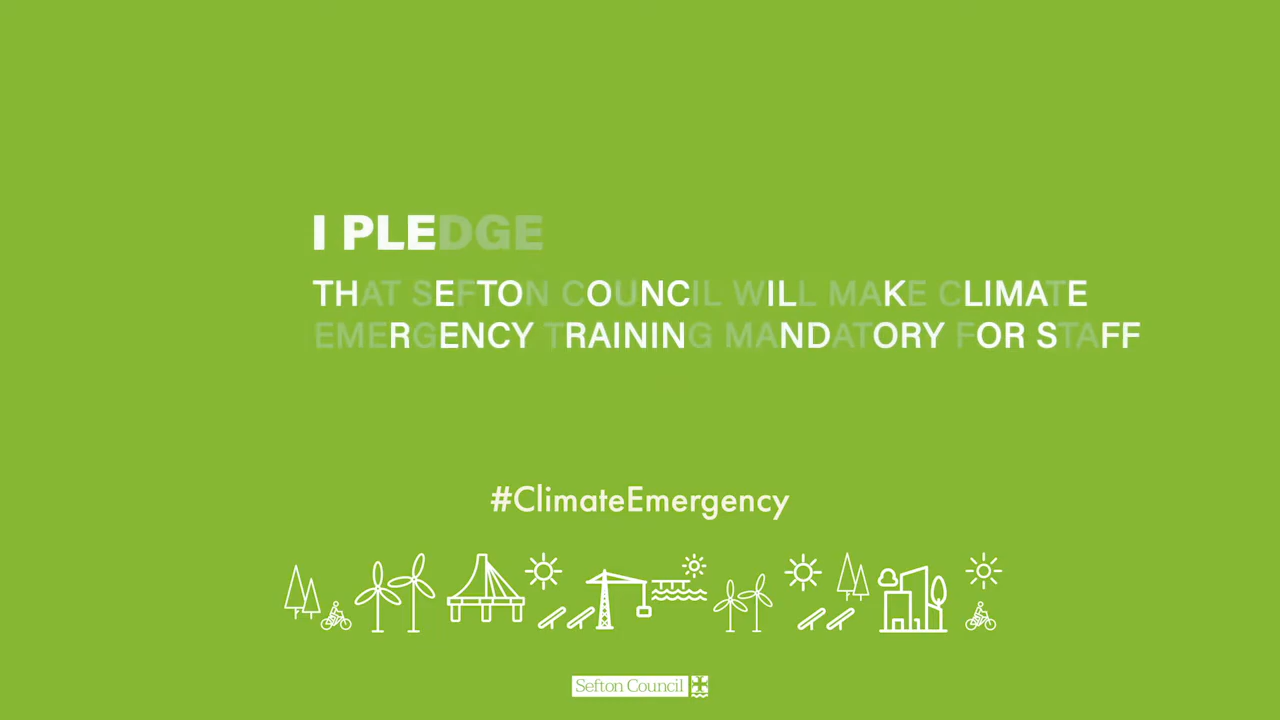 I PLEDGE
THAT SEFTON COUNCIL WILL MAKE CLIMATE
EMERGENCY TRAINING MANDATORY FOR STAFF
#ClimateEmergency
Sefton Council